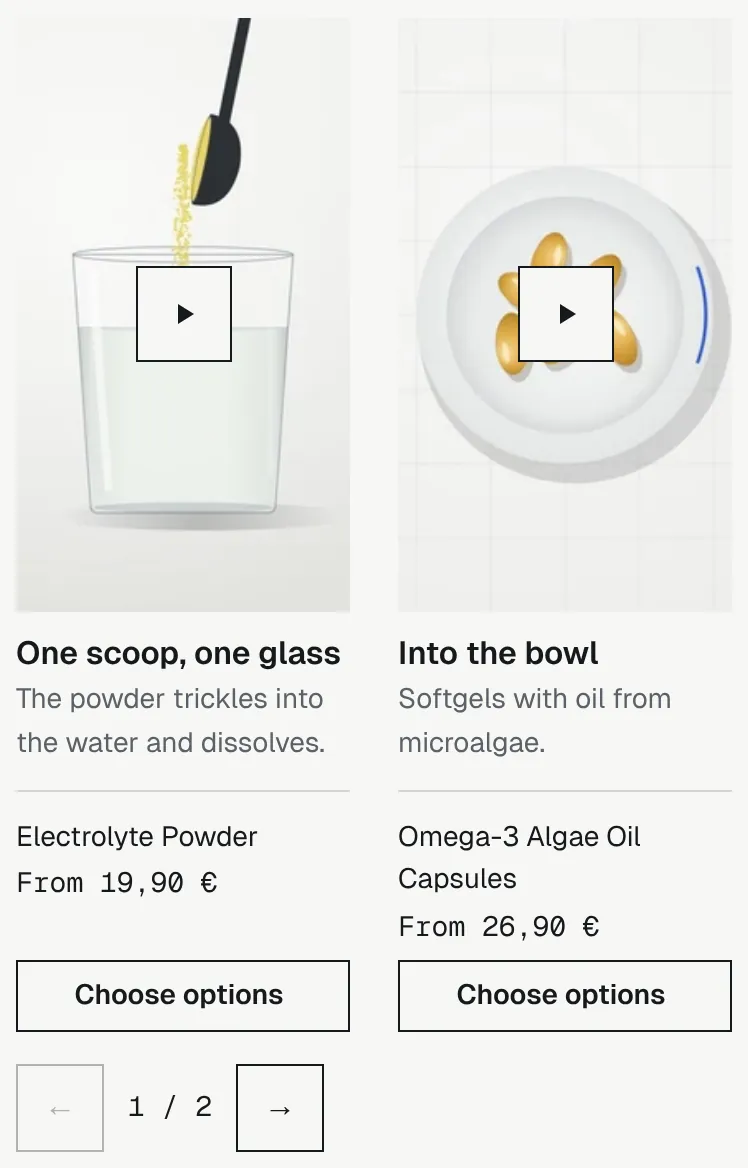 One scoop, one glass
The powder trickles into
the water and dissolves.
Electrolyte Powder
From 19,90 €
Choose options
Into the bowl
Softgels with oil from
microalgae.
Omega-3 Algae Oil
Capsules
From 26,90 €
Choose options
← 1 / 2 →